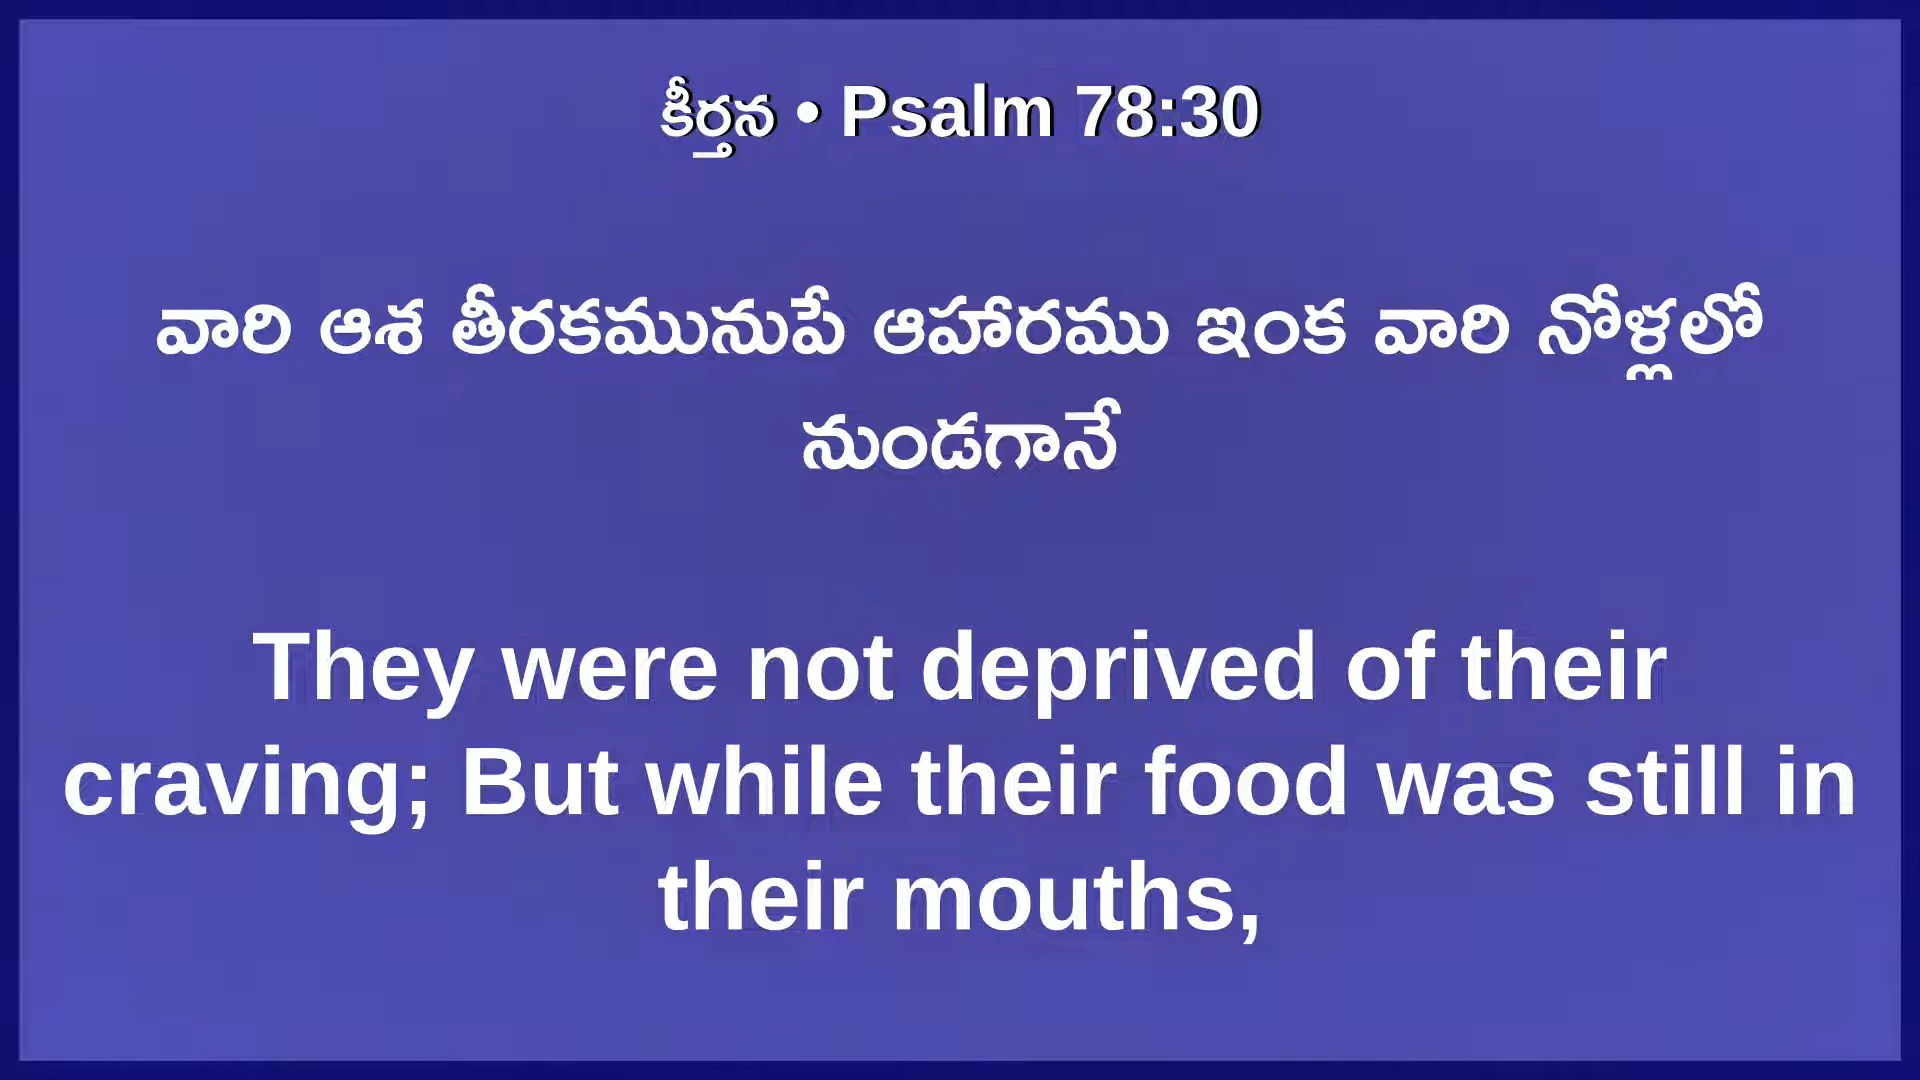 కీర్తన • Psalm 78:30
వారి ఆశ తీరకమునుపే ఆహారము ఇంక వారి నోళ్లలో
నుండగానే
They were not deprived of their
craving; But while their food was still in
their mouths,